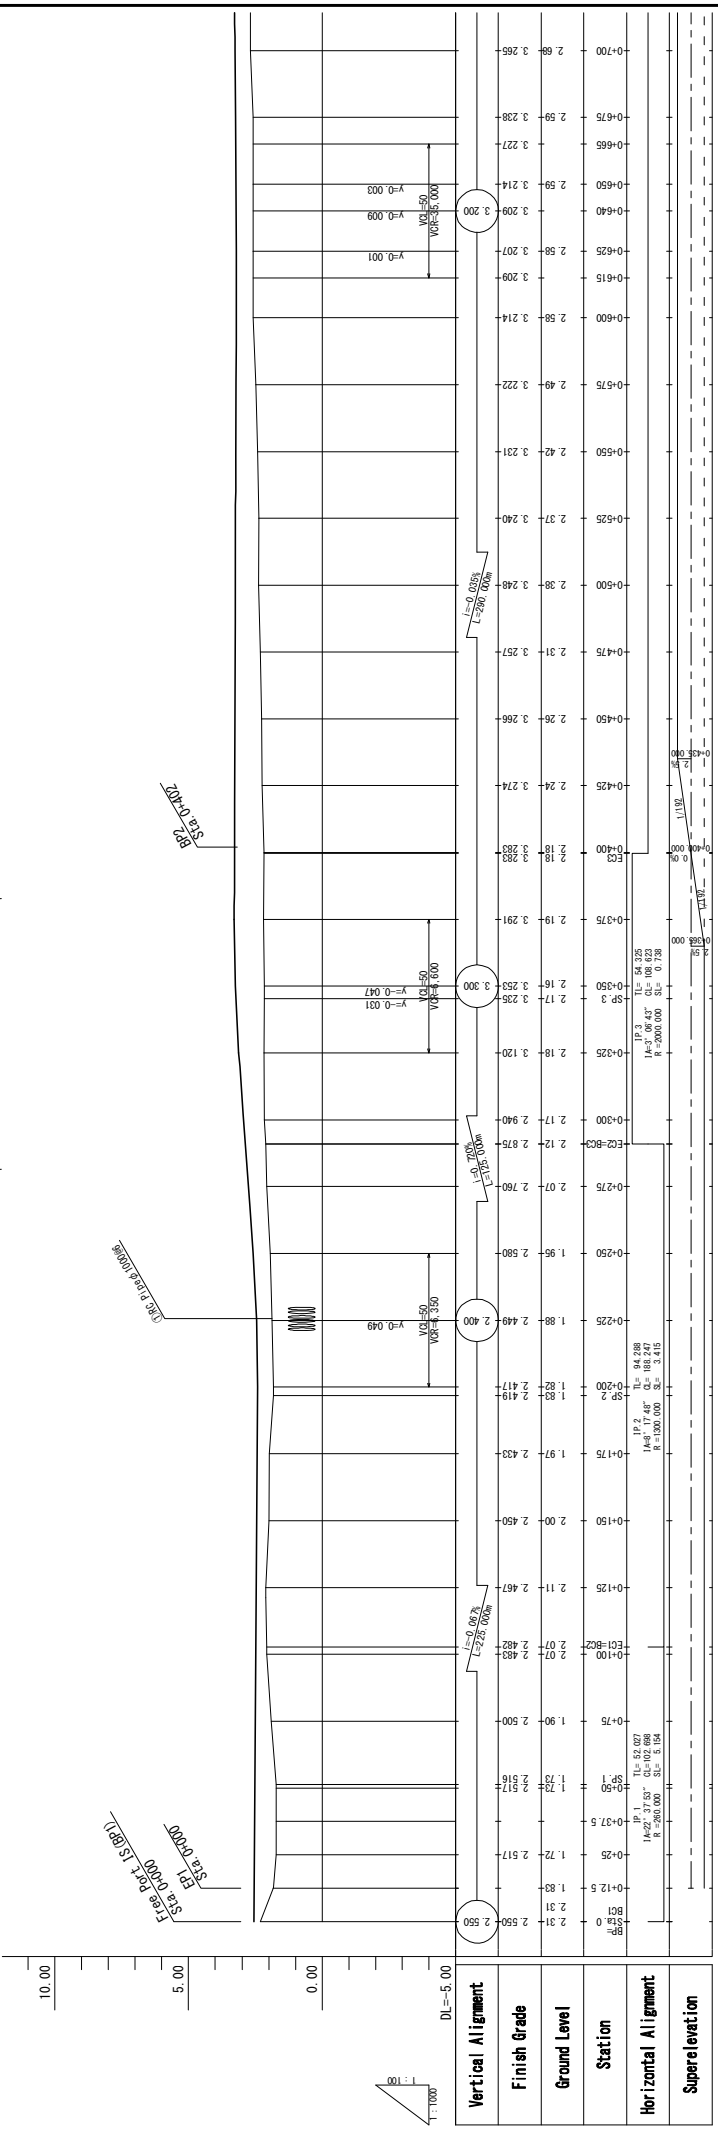 Free Port IS(BP1)
Sta. 0+000
EP1
Sta. 0+000
①RC Pipeφ1000@6
BP2
Sta. 0+402
10.00
5.00
0.00
DL=-5.00
1 : 100
1 : 1000
y=0.049
VCL=50
VCR=6,350
y=-0.031
y=-0.047
VCL=50
VCR=6,600
y=0.001
y=0.009
y=0.003
VCL=50
VCR=35,000
Vertical Alignment
2.550
i=-0.067%
L=225.000m
2.400
i=0.720%
L=125.000m
3.300
i=-0.035%
L=290.000m
3.200
Finish Grade
2.550
2.517
2.517
2.516
2.500
2.483
2.482
2.467
2.450
2.433
2.419
2.417
2.449
2.580
2.760
2.875
2.940
3.120
3.235
3.253
3.291
3.283
3.283
3.274
3.266
3.257
3.248
3.240
3.231
3.222
3.214
3.209
3.207
3.209
3.214
3.227
3.238
3.265
Ground Level
2.31
2.31
1.83
1.72
1.73
1.73
1.90
2.07
2.07
2.11
2.00
1.97
1.83
1.82
1.88
1.95
2.07
2.12
2.17
2.18
2.17
2.16
2.19
2.18
2.18
2.24
2.26
2.31
2.38
2.37
2.42
2.49
2.58
2.58
2.59
2.59
2.68
Station
BP=
Sta.0
BC1
0+12.5
0+25
0+37.5
0+50
SP.1
0+75
0+100
EC1=BC2
0+125
0+150
0+175
SP.2
0+200
0+225
0+250
0+275
EC2=BC3
0+300
0+325
SP.3
0+350
0+375
EC3
0+400
0+425
0+450
0+475
0+500
0+525
0+550
0+575
0+600
0+615
0+625
0+640
0+650
0+665
0+675
0+700
Horizontal Alignment
IP.1
IA=22° 37'53"
R =260.000
TL= 52.027
CL=102.698
SL= 5.154
IP.2
IA=8° 17'48"
R =1300.000
TL= 94.288
CL= 188.247
SL= 3.415
IP.3
IA=3° 06'43"
R =2000.000
TL= 54.325
CL= 108.623
SL= 0.738
Superelevation
0+365.000
2.5%
1/192
0+400.000
0.0%
1/192
0+435.000
2.5%